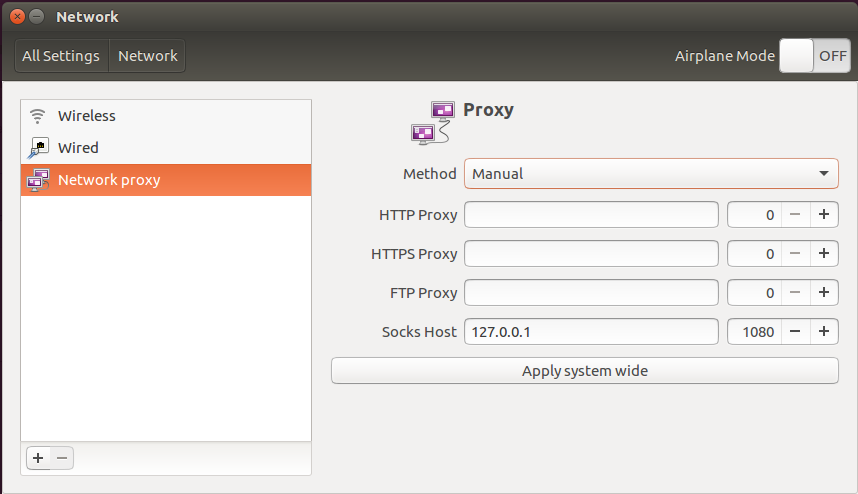 Network
All Settings Network Airplane Mode OFF
Wireless
Wired
Network proxy
Proxy
Method Manual
HTTP Proxy 0 − +
HTTPS Proxy 0 − +
FTP Proxy 0 − +
Socks Host 127.0.0.1 1080 − +
Apply system wide
+ −